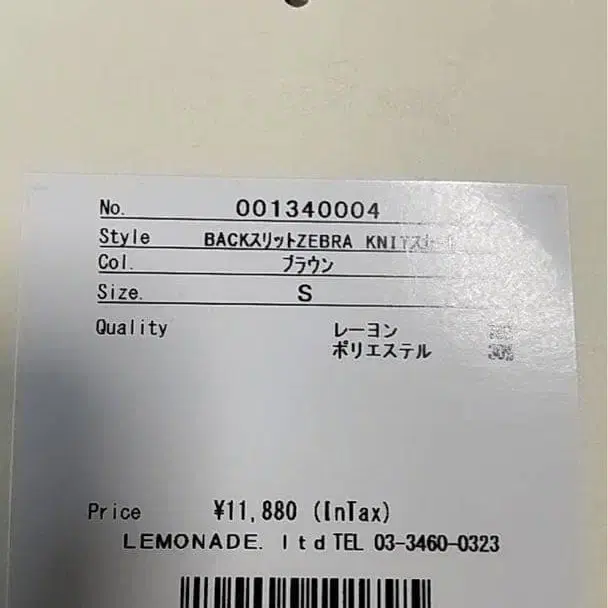 No. 001340004
Style BACKスリットZEBRA KNIT
Col. ブラウン
Size. S
Quality レーヨン
ポリエステル 30%
Price ¥11,880 (InTax)
LEMONADE. ltd TEL 03-3460-0323